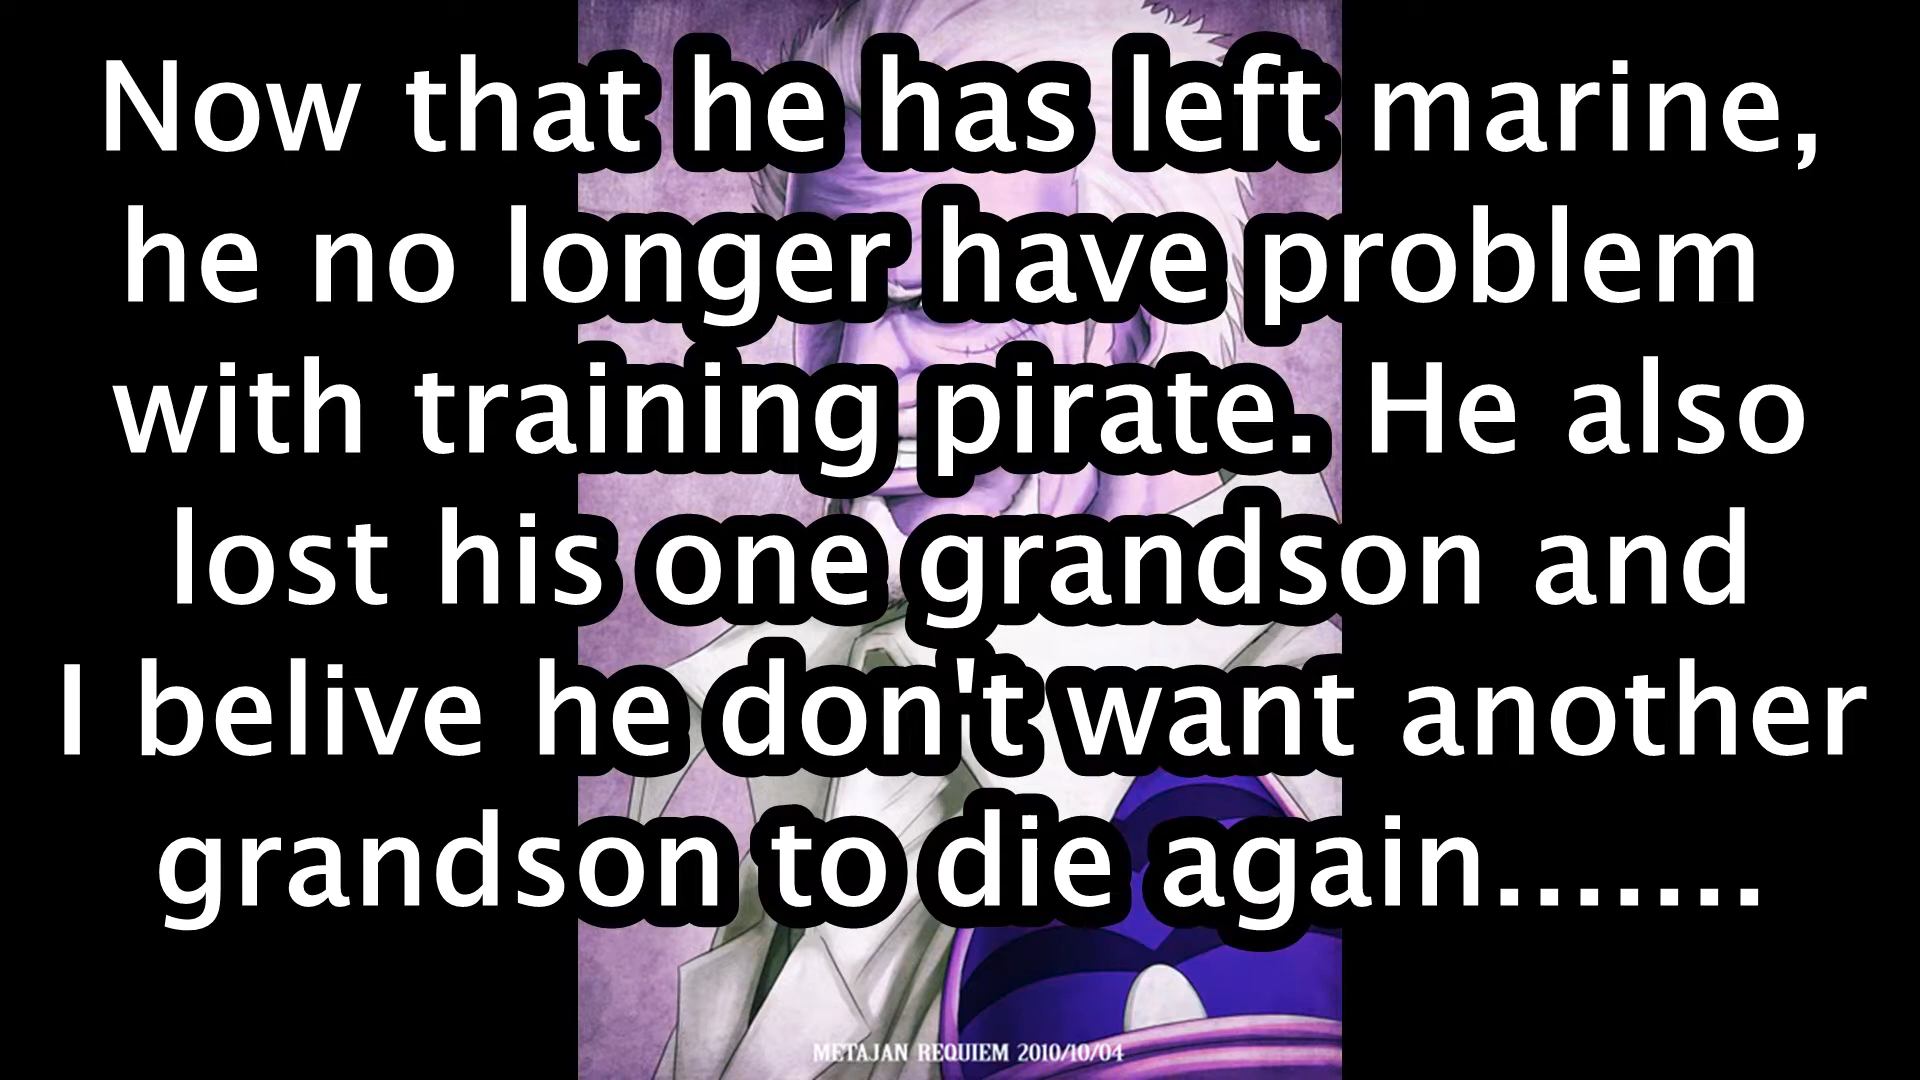 Now that he has left marine,
he no longer have problem
with training pirate. He also
lost his one grandson and
I belive he don't want another
grandson to die again.......
METAJAN REQUIEM 2010/10/04